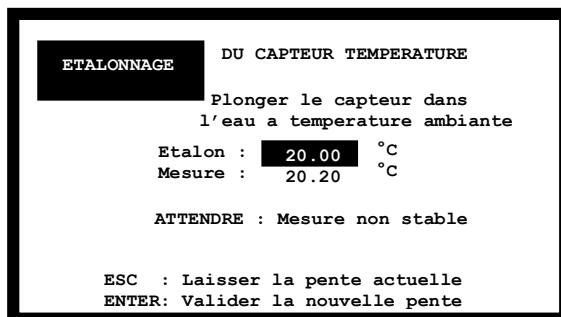 ETALONNAGE DU CAPTEUR TEMPERATURE
Plonger le capteur dans
l'eau a temperature ambiante
Etalon : 20.00 °C
Mesure : 20.20 °C
ATTENDRE : Mesure non stable
ESC : Laisser la pente actuelle
ENTER: Valider la nouvelle pente